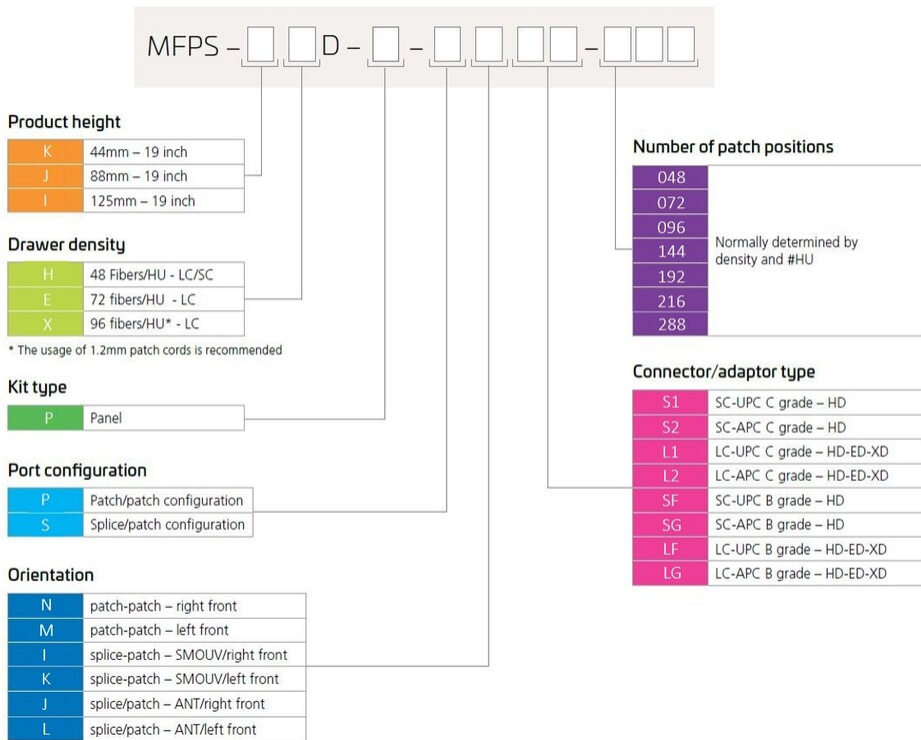 MFPS – D – – –
Product height
K 44mm – 19 inch
J 88mm – 19 inch
I 125mm – 19 inch
Drawer density
H 48 Fibers/HU - LC/SC
E 72 fibers/HU - LC
X 96 fibers/HU* - LC
* The usage of 1.2mm patch cords is recommended
Kit type
P Panel
Port configuration
P Patch/patch configuration
S Splice/patch configuration
Orientation
N patch-patch – right front
M patch-patch – left front
I splice-patch – SMOUV/right front
K splice-patch – SMOUV/left front
J splice/patch – ANT/right front
L splice/patch – ANT/left front
Number of patch positions
048
072
096
144
192
216
288
Normally determined by
density and #HU
Connector/adaptor type
S1 SC-UPC C grade – HD
S2 SC-APC C grade – HD
L1 LC-UPC C grade – HD-ED-XD
L2 LC-APC C grade – HD-ED-XD
SF SC-UPC B grade – HD
SG SC-APC B grade – HD
LF LC-UPC B grade – HD-ED-XD
LG LC-APC B grade – HD-ED-XD